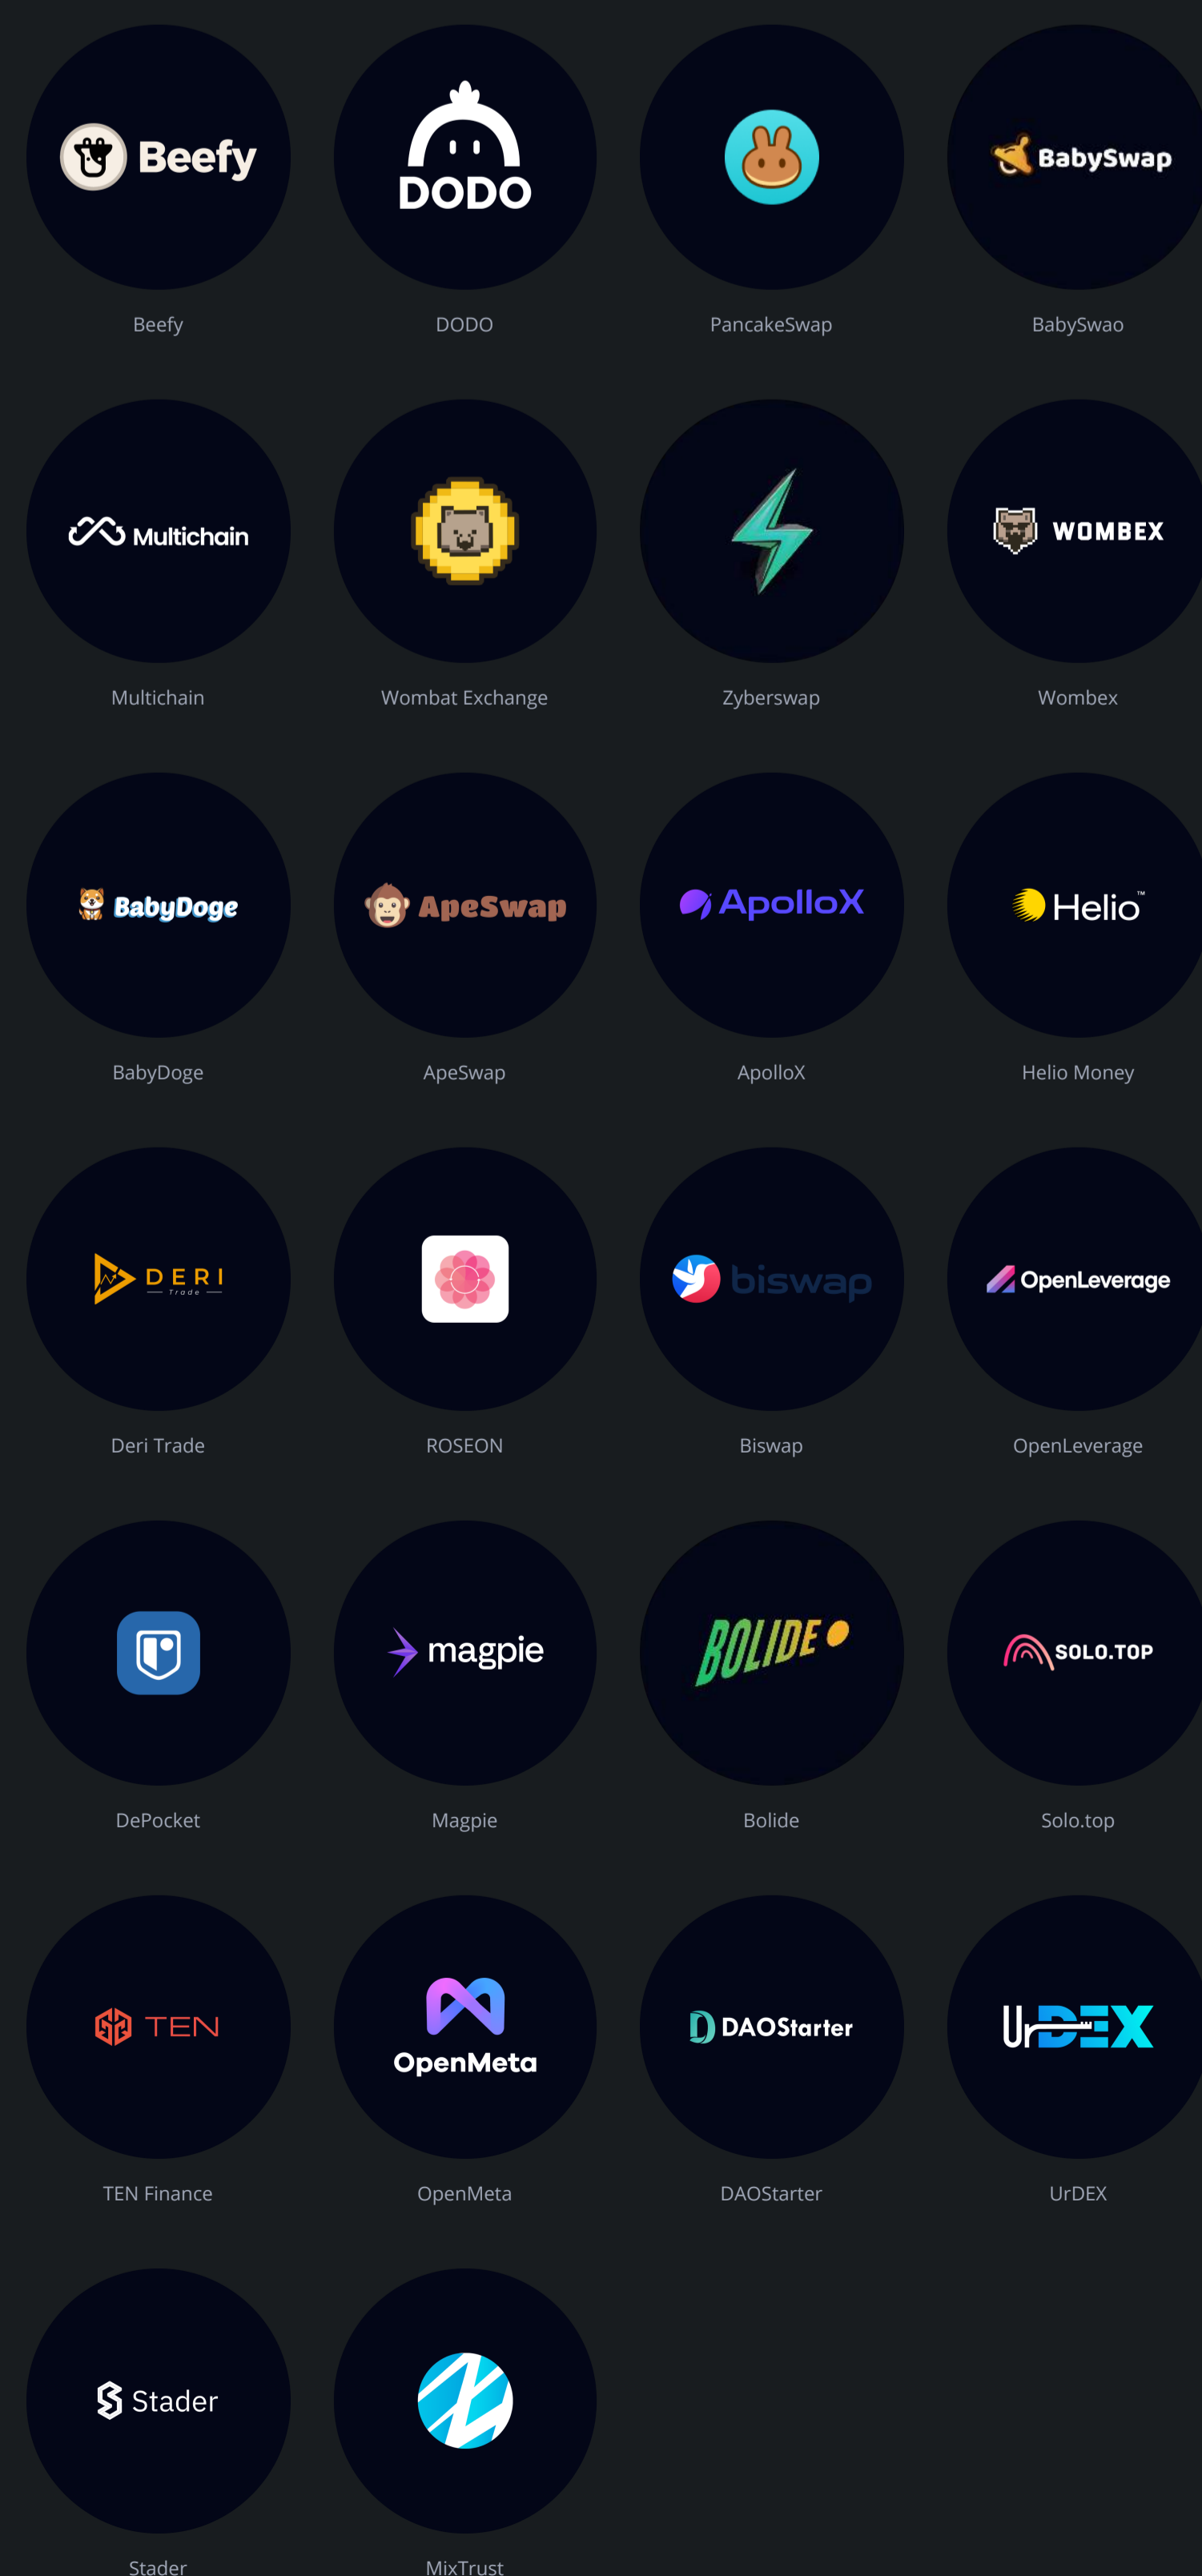 Beefy
DODO
BabySwap
Beefy
DODO
PancakeSwap
BabySwao
Multichain
WOMBEX
Multichain
Wombat Exchange
Zyberswap
Wombex
BabyDoge
ApeSwap
ApolloX
Helio™
BabyDoge
ApeSwap
ApolloX
Helio Money
DERI
Trade
biswap
OpenLeverage
Deri Trade
ROSEON
Biswap
OpenLeverage
magpie
BOLIDE
SOLO.TOP
DePocket
Magpie
Bolide
Solo.top
TEN
OpenMeta
DAOStarter
UrDEX
TEN Finance
OpenMeta
DAOStarter
UrDEX
Stader
Stader
MixTrust